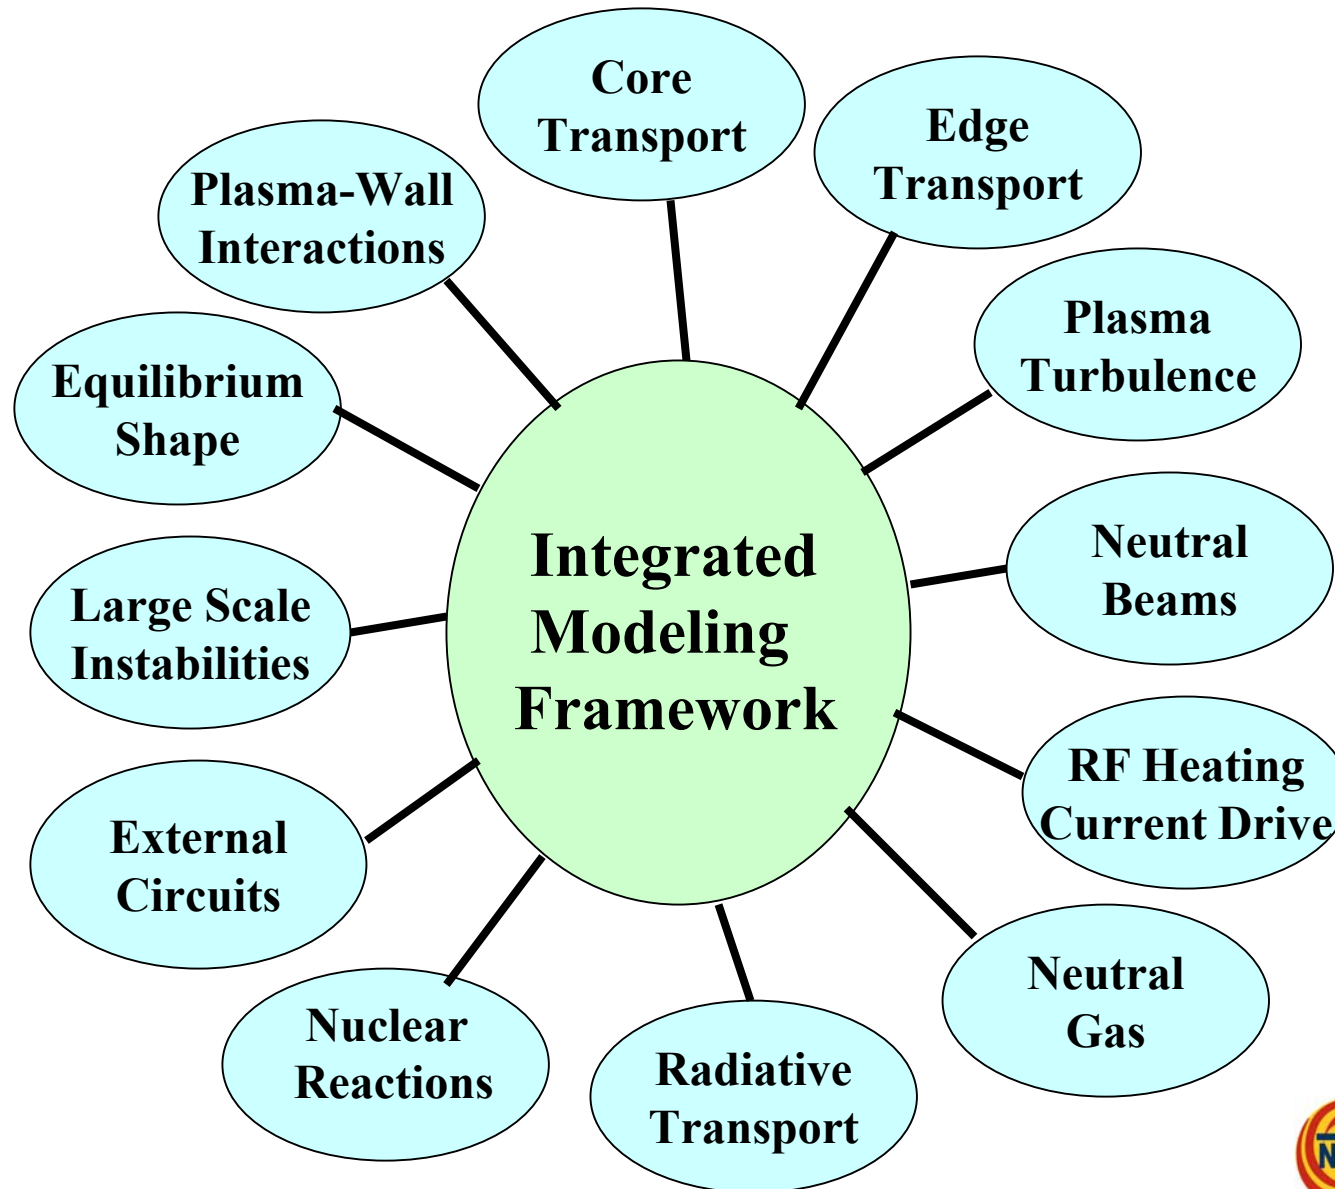 Core
Transport
Edge
Transport
Plasma-Wall
Interactions
Plasma
Turbulence
Equilibrium
Shape
Neutral
Beams
Integrated
Modeling
Framework
Large Scale
Instabilities
RF Heating
Current Drive
External
Circuits
Neutral
Gas
Nuclear
Reactions
Radiative
Transport